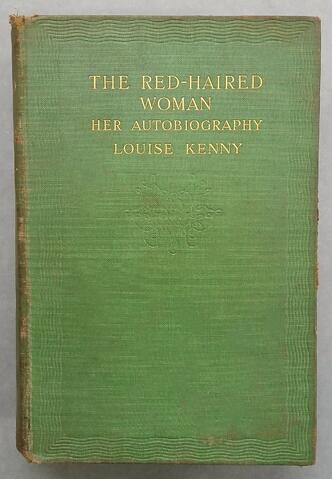 THE RED-HAIRED
WOMAN
HER AUTOBIOGRAPHY
LOUISE KENNY